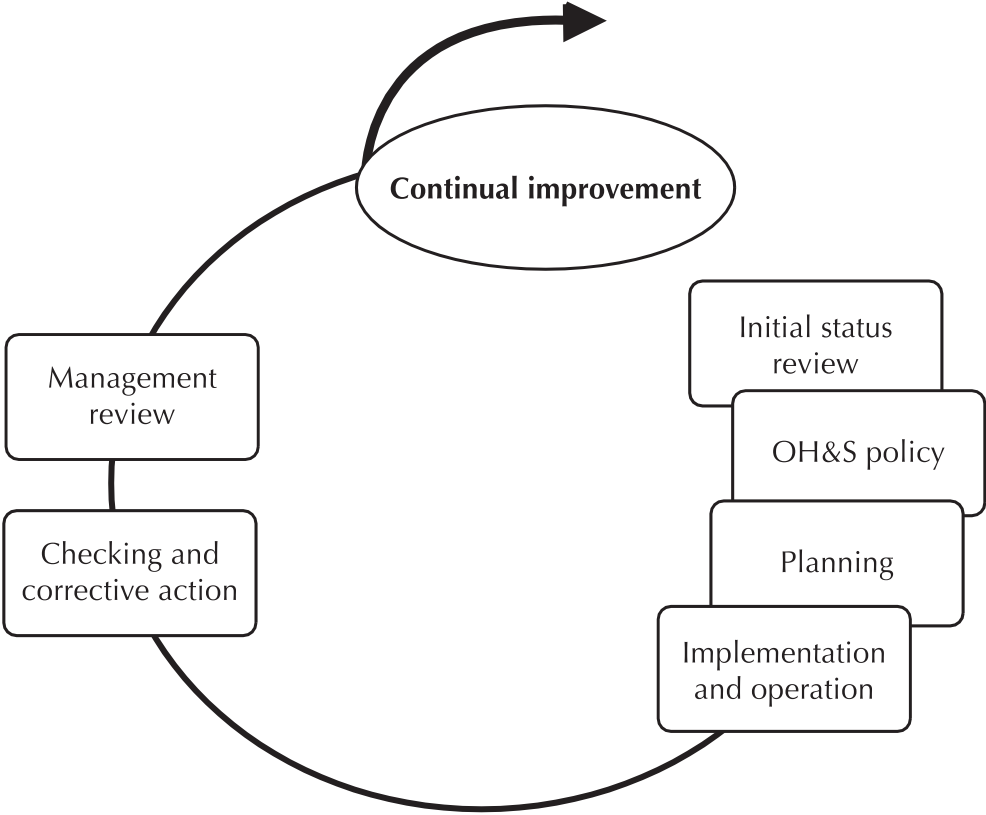 Continual improvement
Initial status
review
OH&S policy
Planning
Implementation
and operation
Checking and
corrective action
Management
review